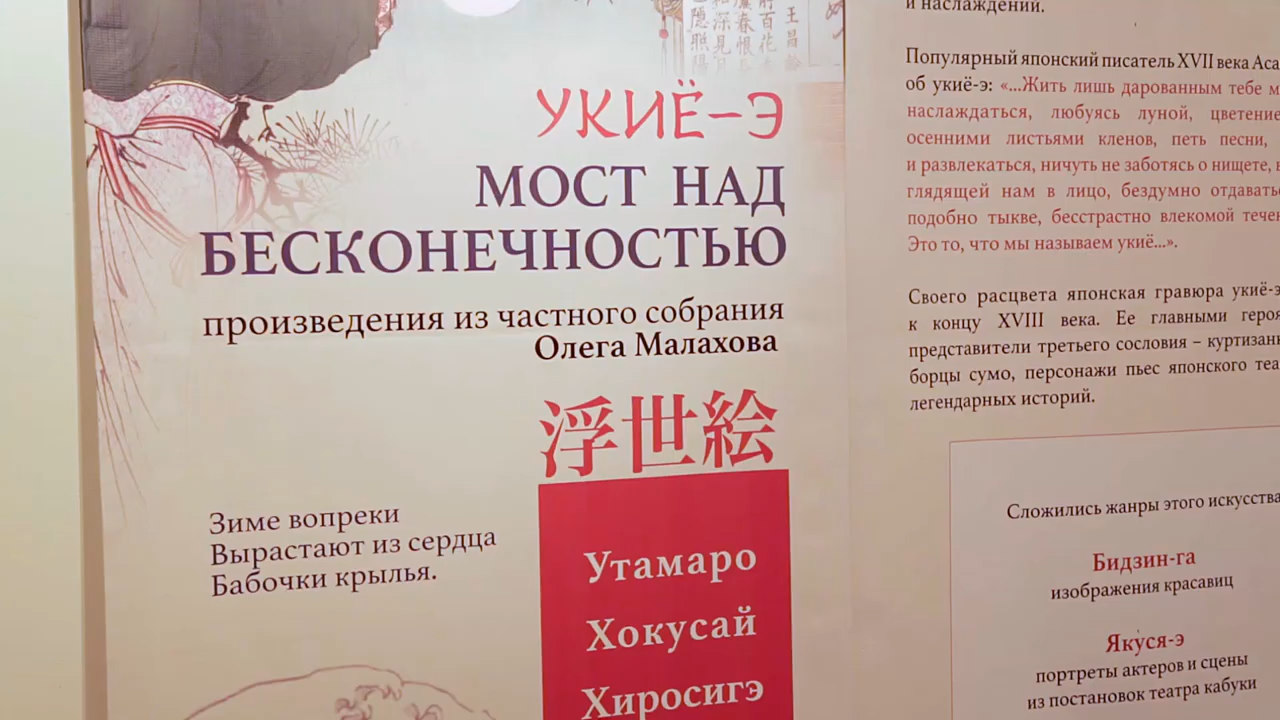 УКИЁ-Э
МОСТ НАД
БЕСКОНЕЧНОСТЬЮ
произведения из частного собрания
Олега Малахова
浮世絵
Зиме вопреки
Вырастают из сердца
Бабочки крылья.
Утамаро
Хокусай
Хиросигэ
и наслаждений.
Популярный японский писатель XVII века Аса
об укиё-э: «...Жить лишь дарованным тебе м
наслаждаться, любуясь луной, цветение
осенними листьями кленов, петь песни,
и развлекаться, ничуть не заботясь о нищете,
глядящей нам в лицо, бездумно отдавать
подобно тыкве, бесстрастно влекомой тече
Это то, что мы называем укиё...».
Своего расцвета японская гравюра укиё-э
к концу XVIII века. Ее главными геро
представители третьего сословия – куртизан
борцы сумо, персонажи пьес японского теа
легендарных историй.
Сложились жанры этого искусства
Бидзин-га
изображения красавиц
Якуся-э
портреты актеров и сцены
из постановок театра кабуки